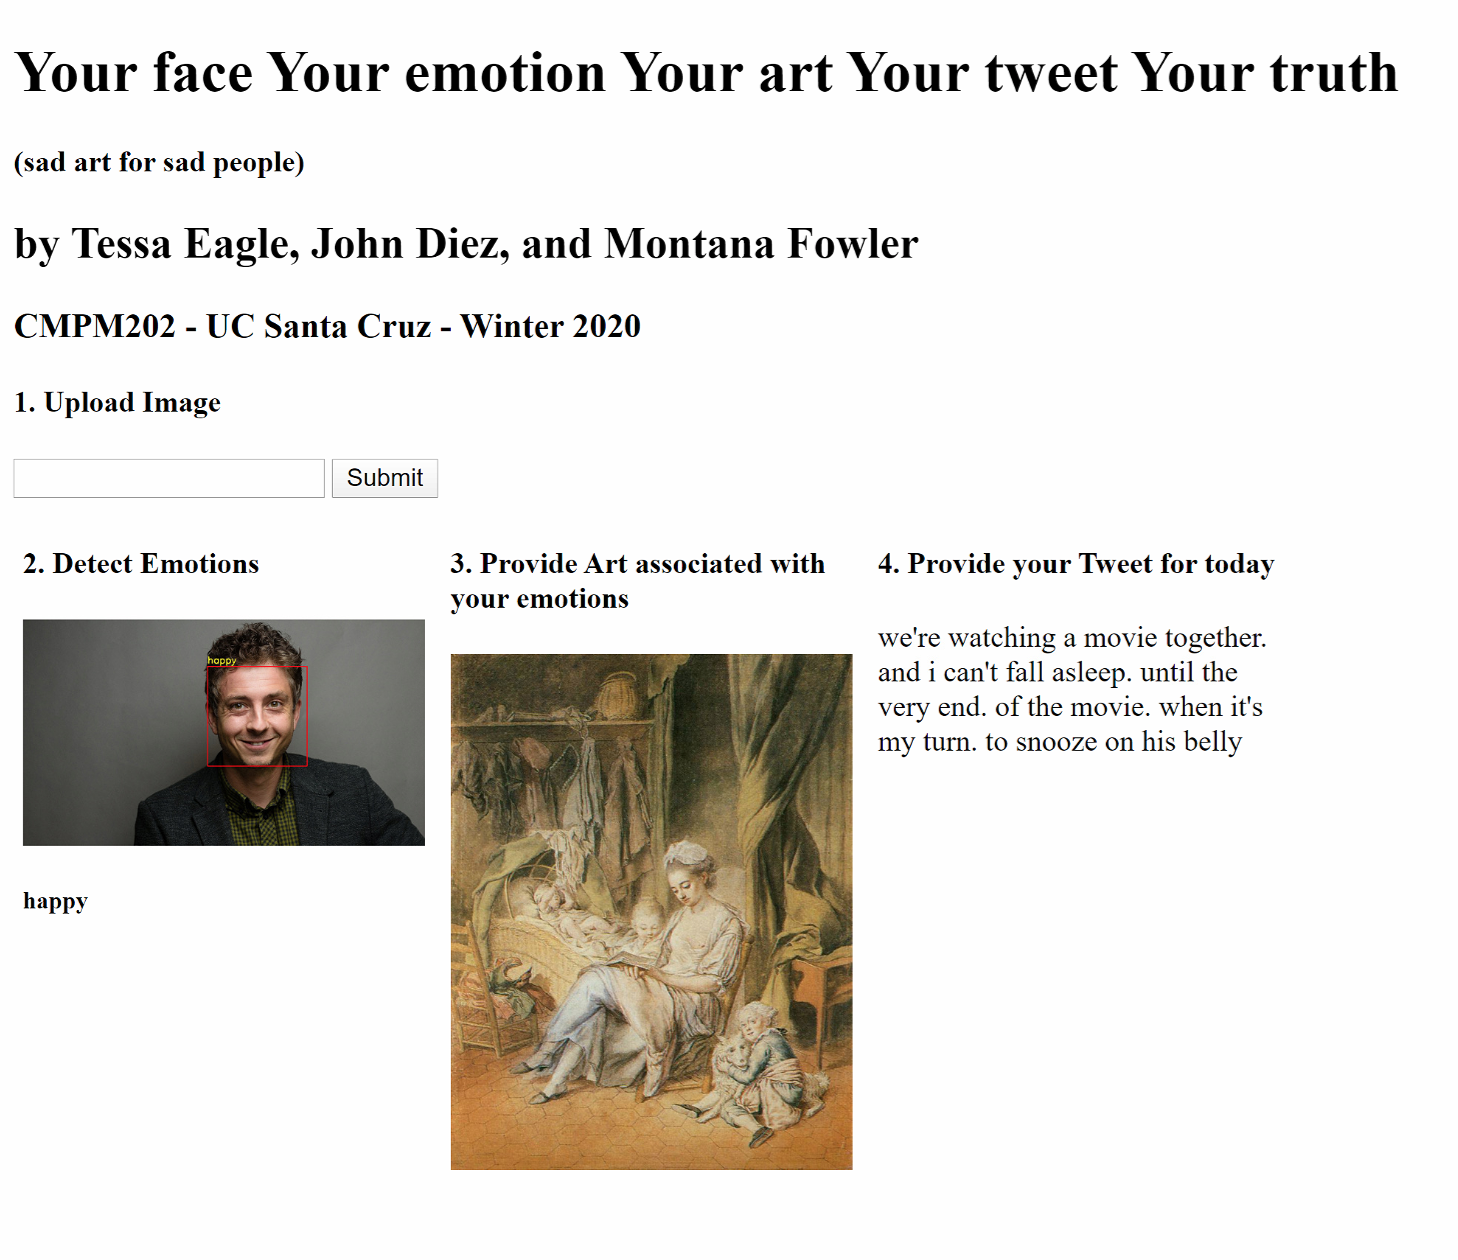 Your face Your emotion Your art Your tweet Your truth
(sad art for sad people)
by Tessa Eagle, John Diez, and Montana Fowler
CMPM202 - UC Santa Cruz - Winter 2020
1. Upload Image
Submit
2. Detect Emotions
happy
happy
3. Provide Art associated with
your emotions
4. Provide your Tweet for today
we're watching a movie together.
and i can't fall asleep. until the
very end. of the movie. when it's
my turn. to snooze on his belly